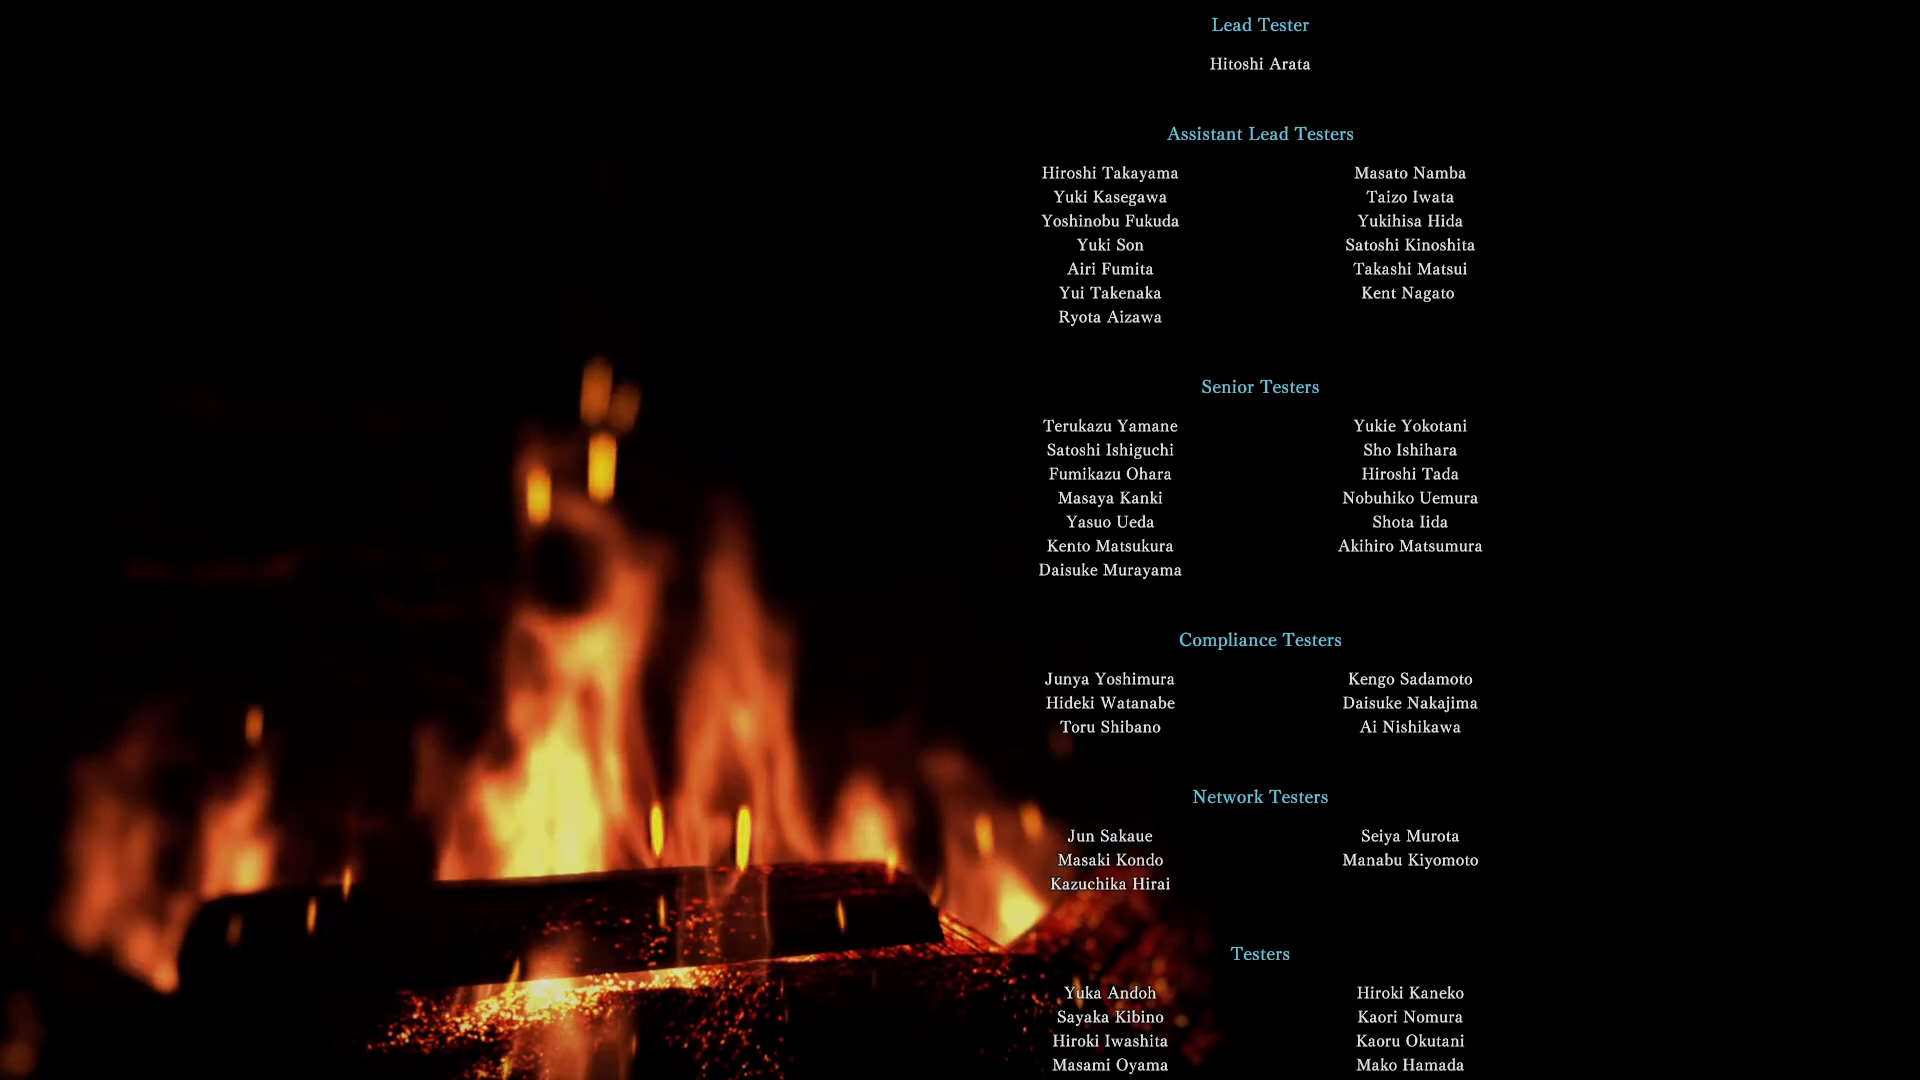 Lead Tester
Hitoshi Arata
Assistant Lead Testers
Hiroshi Takayama Masato Namba
Yuki Kasegawa Taizo Iwata
Yoshinobu Fukuda Yukihisa Hida
Yuki Son Satoshi Kinoshita
Airi Fumita Takashi Matsui
Yui Takenaka Kent Nagato
Ryota Aizawa
Senior Testers
Terukazu Yamane Yukie Yokotani
Satoshi Ishiguchi Sho Ishihara
Fumikazu Ohara Hiroshi Tada
Masaya Kanki Nobuhiko Uemura
Yasuo Ueda Shota Iida
Kento Matsukura Akihiro Matsumura
Daisuke Murayama
Compliance Testers
Junya Yoshimura Kengo Sadamoto
Hideki Watanabe Daisuke Nakajima
Toru Shibano Ai Nishikawa
Network Testers
Jun Sakaue Seiya Murota
Masaki Kondo Manabu Kiyomoto
Kazuchika Hirai
Testers
Yuka Andoh Hiroki Kaneko
Sayaka Kibino Kaori Nomura
Hiroki Iwashita Kaoru Okutani
Masami Oyama Mako Hamada